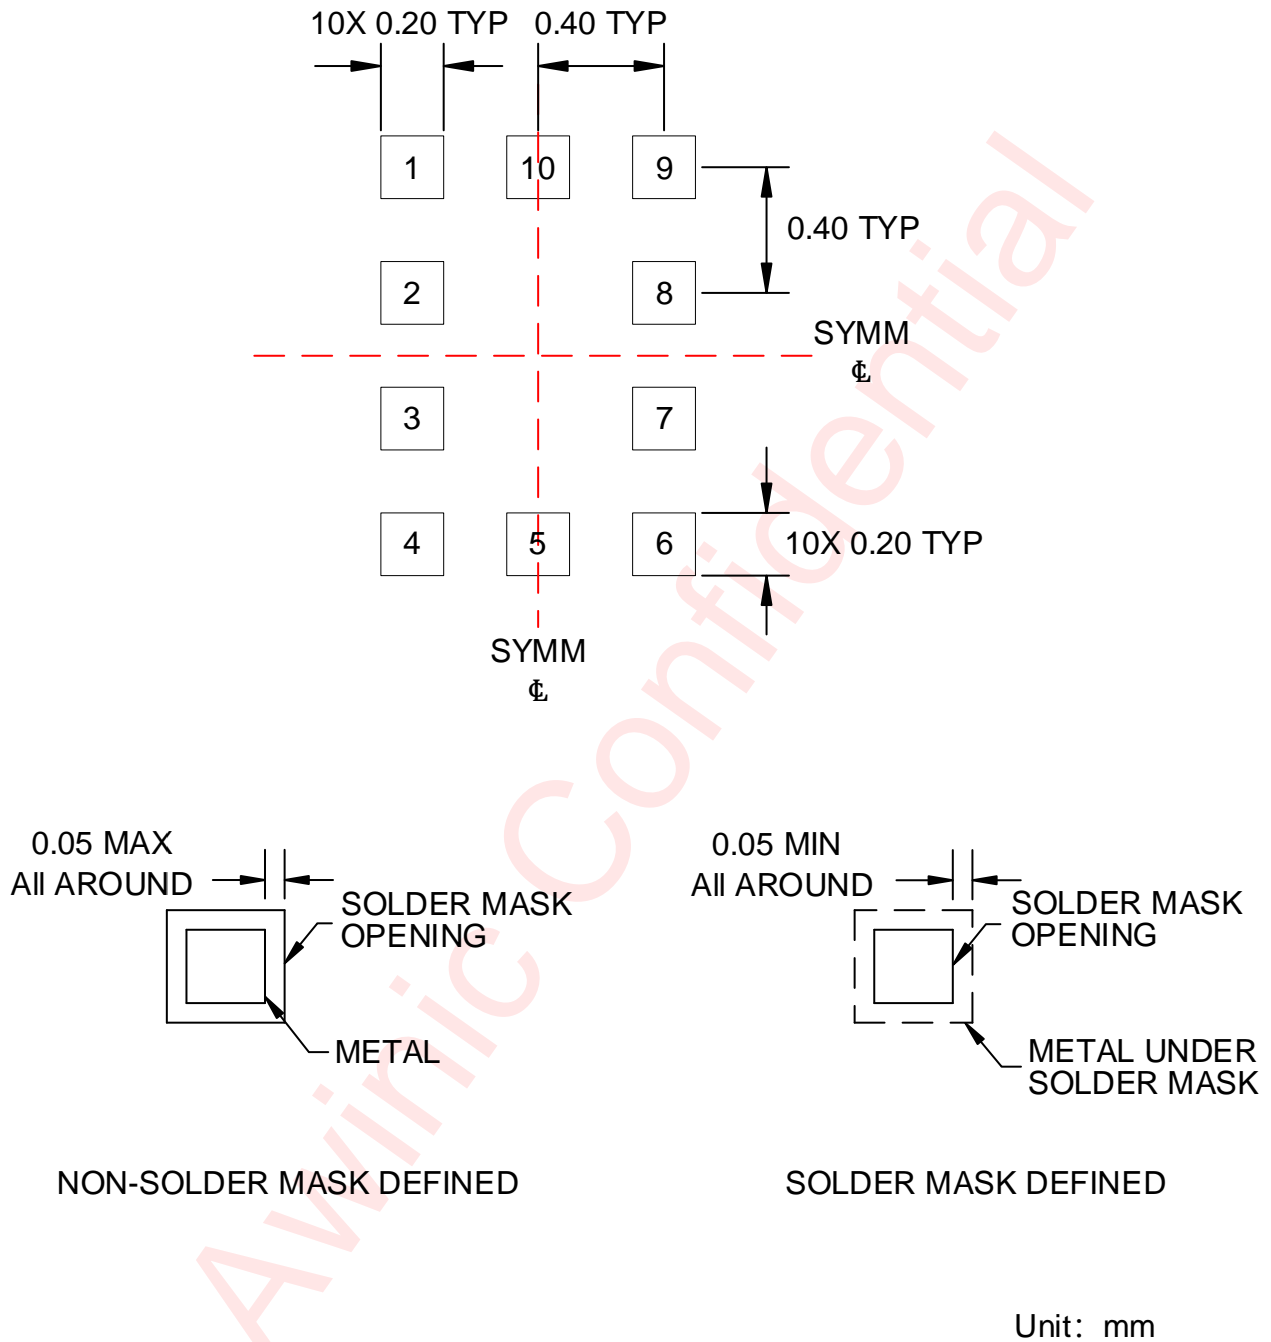 10X 0.20 TYP 0.40 TYP
1 10 9
0.40 TYP
2 8
SYMM
℄
3 7
4 5 6 10X 0.20 TYP
SYMM
℄
0.05 MAX
All AROUND
SOLDER MASK
OPENING
METAL
NON-SOLDER MASK DEFINED
0.05 MIN
All AROUND
SOLDER MASK
OPENING
METAL UNDER
SOLDER MASK
SOLDER MASK DEFINED
Unit: mm
Awinic Confidential